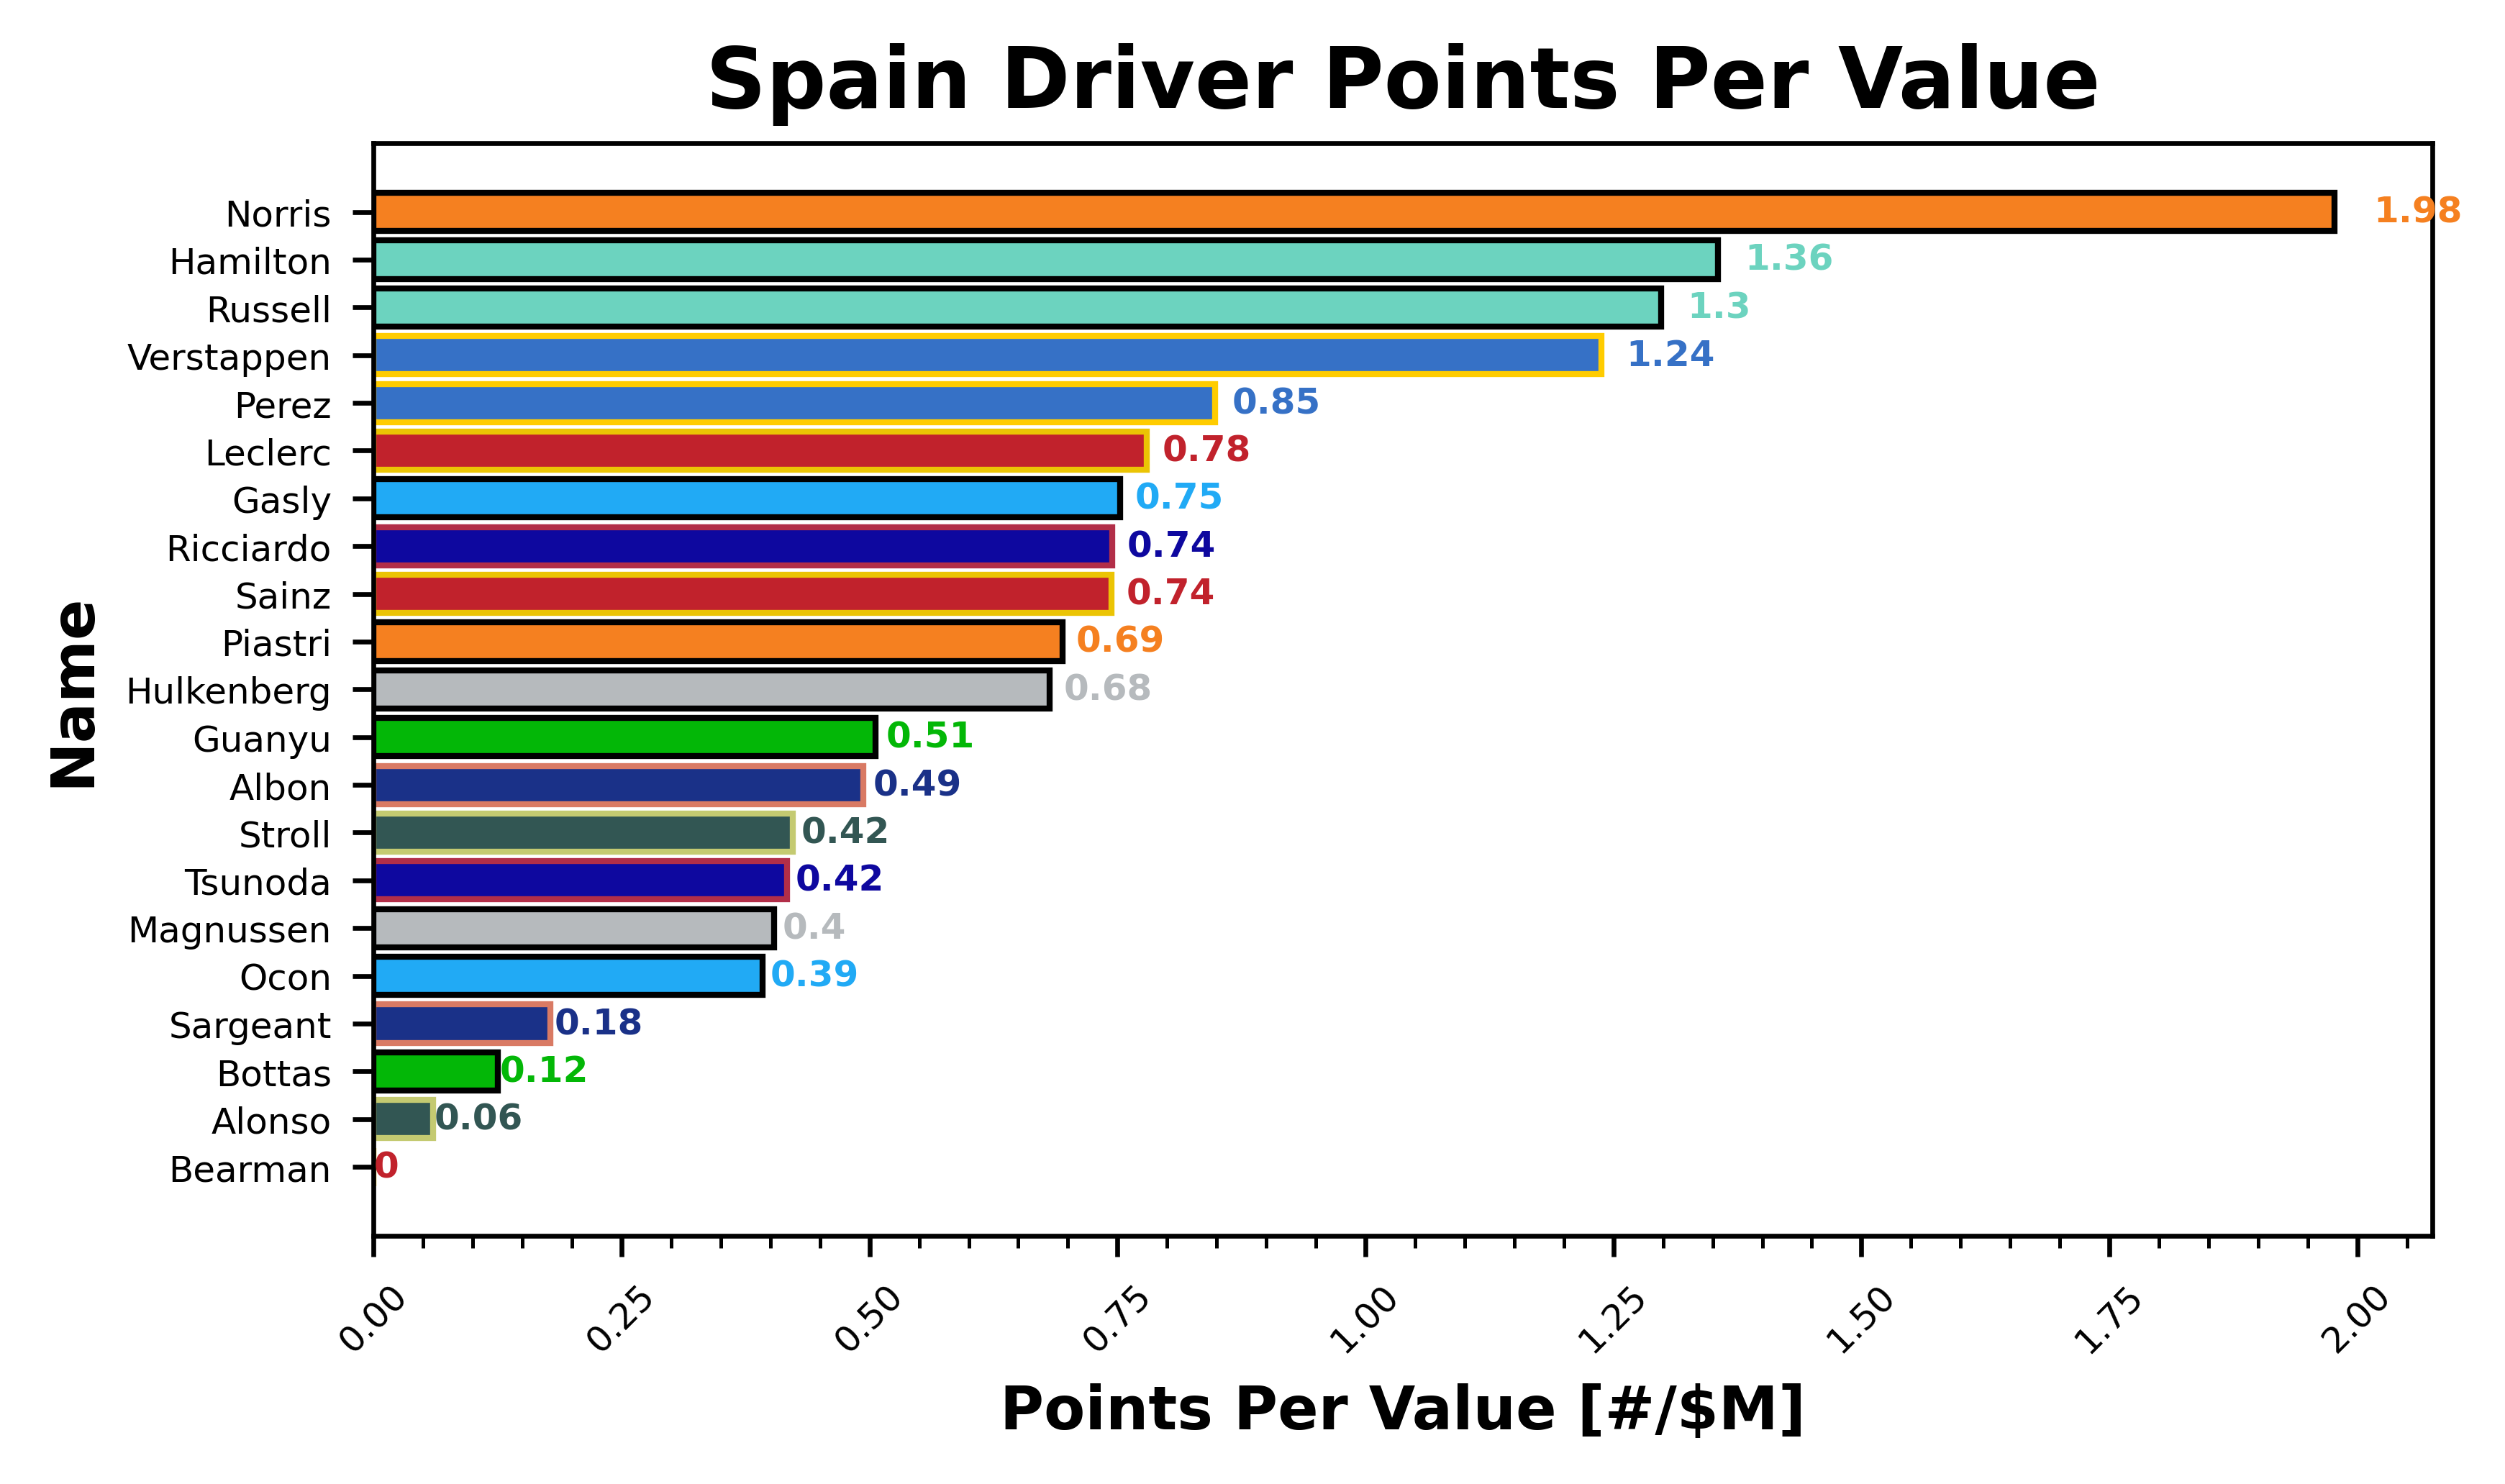 Spain Driver Points Per Value
Name
Norris 1.98
Hamilton 1.36
Russell 1.3
Verstappen 1.24
Perez 0.85
Leclerc 0.78
Gasly 0.75
Ricciardo 0.74
Sainz 0.74
Piastri 0.69
Hulkenberg 0.68
Guanyu 0.51
Albon 0.49
Stroll 0.42
Tsunoda 0.42
Magnussen 0.4
Ocon 0.39
Sargeant 0.18
Bottas 0.12
Alonso 0.06
Bearman 0
0.00 0.25 0.50 0.75 1.00 1.25 1.50 1.75 2.00
Points Per Value [#/$M]